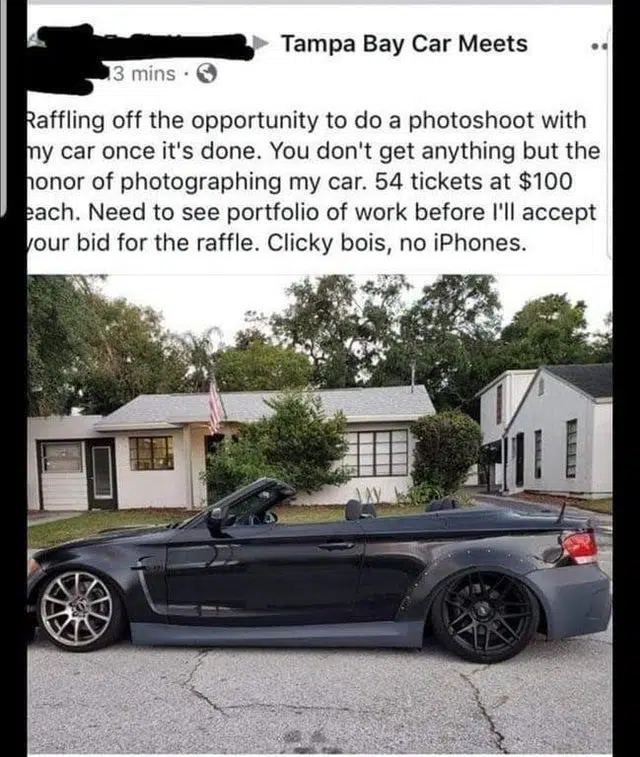 Tampa Bay Car Meets
13 mins ·
Raffling off the opportunity to do a photoshoot with
my car once it's done. You don't get anything but the
honor of photographing my car. 54 tickets at $100
each. Need to see portfolio of work before I'll accept
your bid for the raffle. Clicky bois, no iPhones.